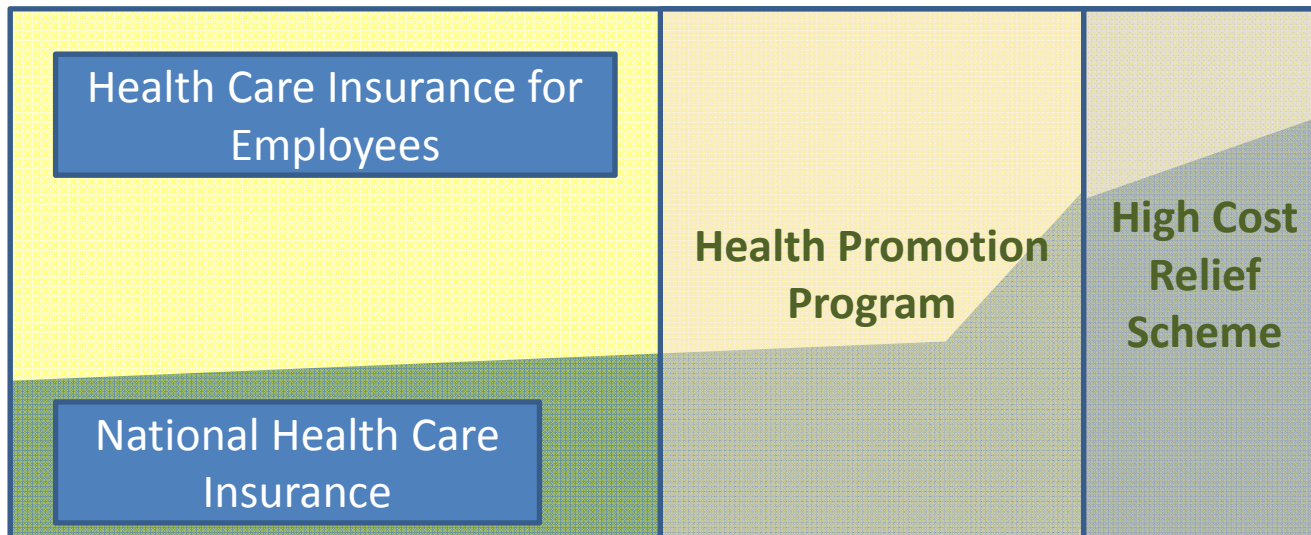 Health Care Insurance for
Employees
National Health Care
Insurance
Health Promotion
Program
High Cost
Relief
Scheme